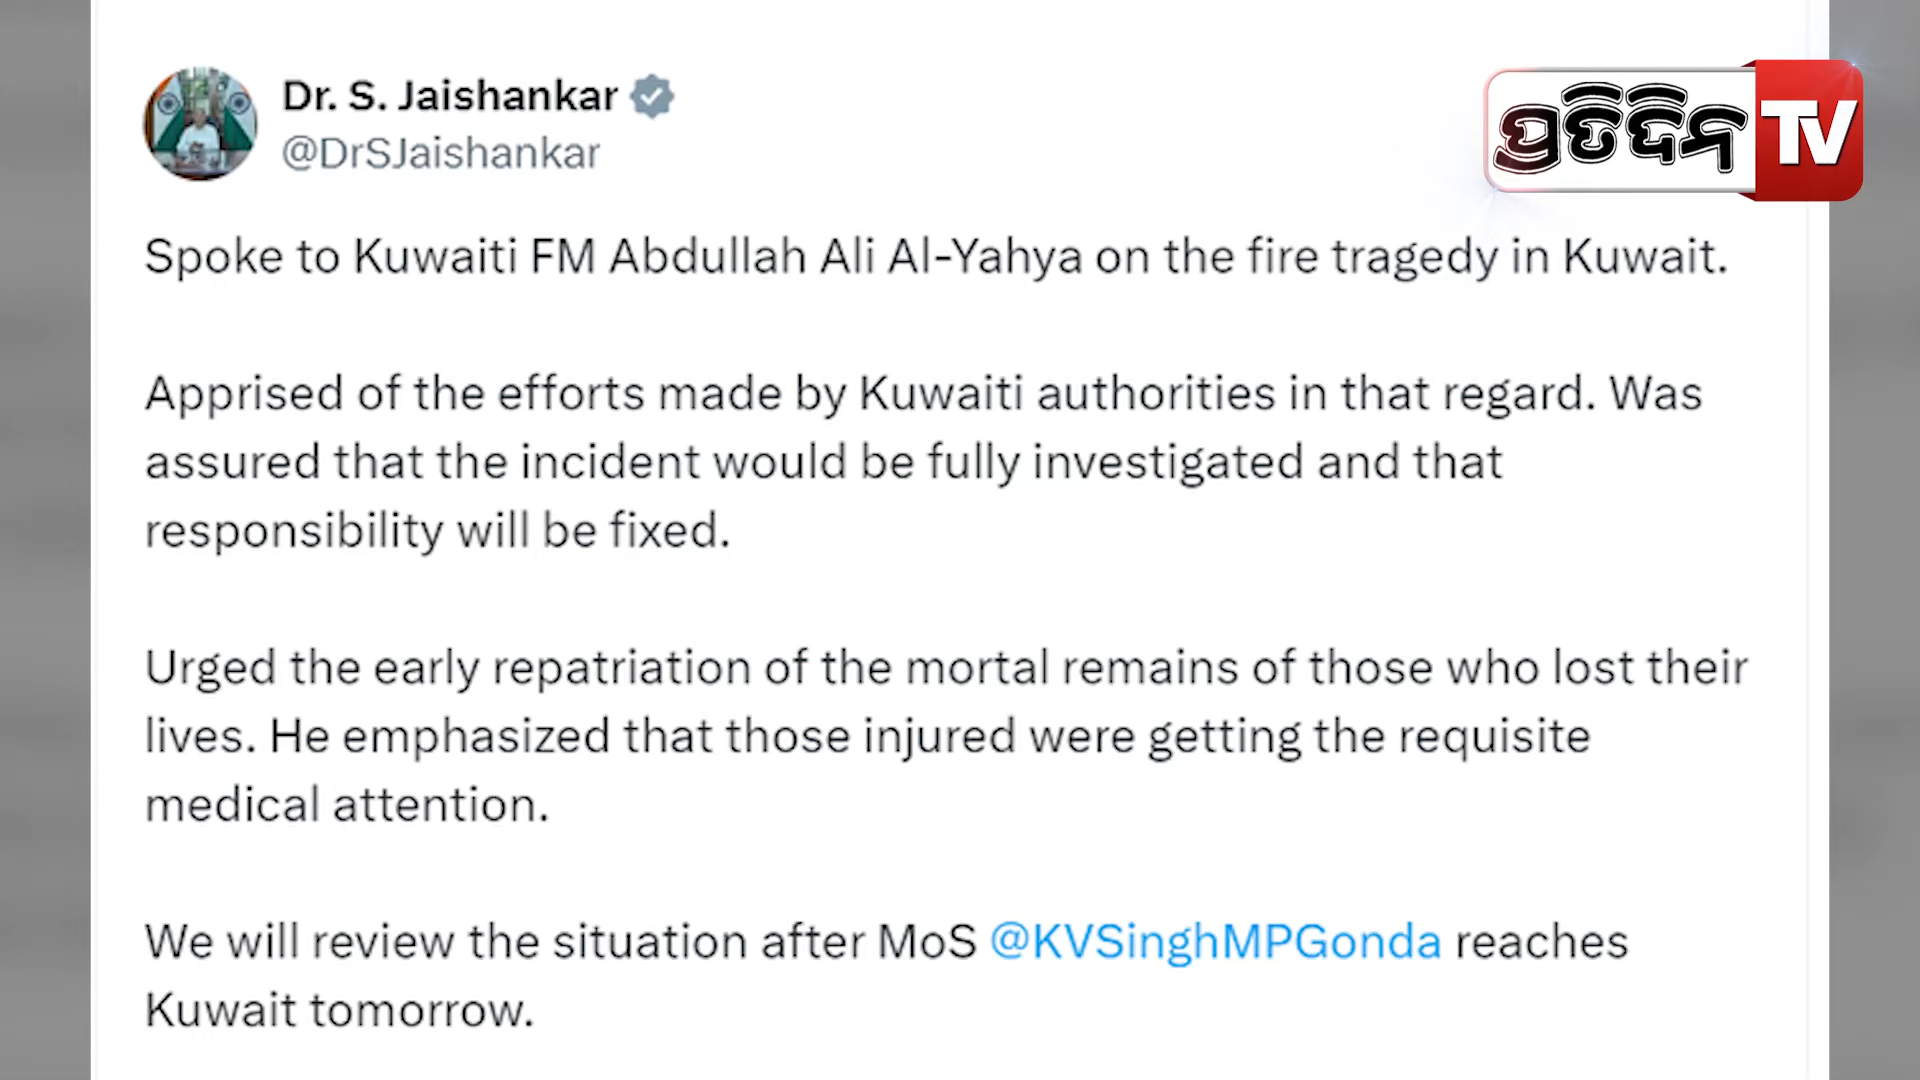 Dr. S. Jaishankar
@DrSJaishankar
ପ୍ରତିଦିନ TV
Spoke to Kuwaiti FM Abdullah Ali Al-Yahya on the fire tragedy in Kuwait.
Apprised of the efforts made by Kuwaiti authorities in that regard. Was
assured that the incident would be fully investigated and that
responsibility will be fixed.
Urged the early repatriation of the mortal remains of those who lost their
lives. He emphasized that those injured were getting the requisite
medical attention.
We will review the situation after MoS @KVSinghMPGonda reaches
Kuwait tomorrow.